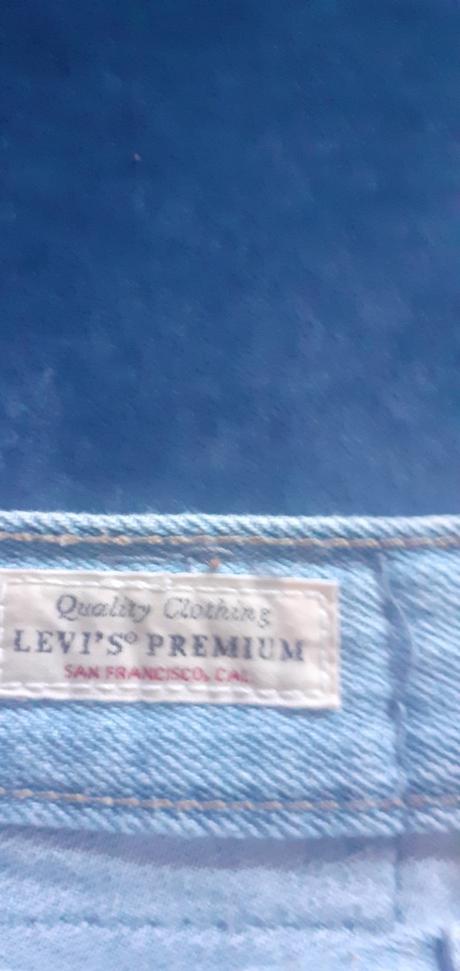 Quality Clothing
LEVI'S® PREMIUM
SAN FRANCISCO, CAL.